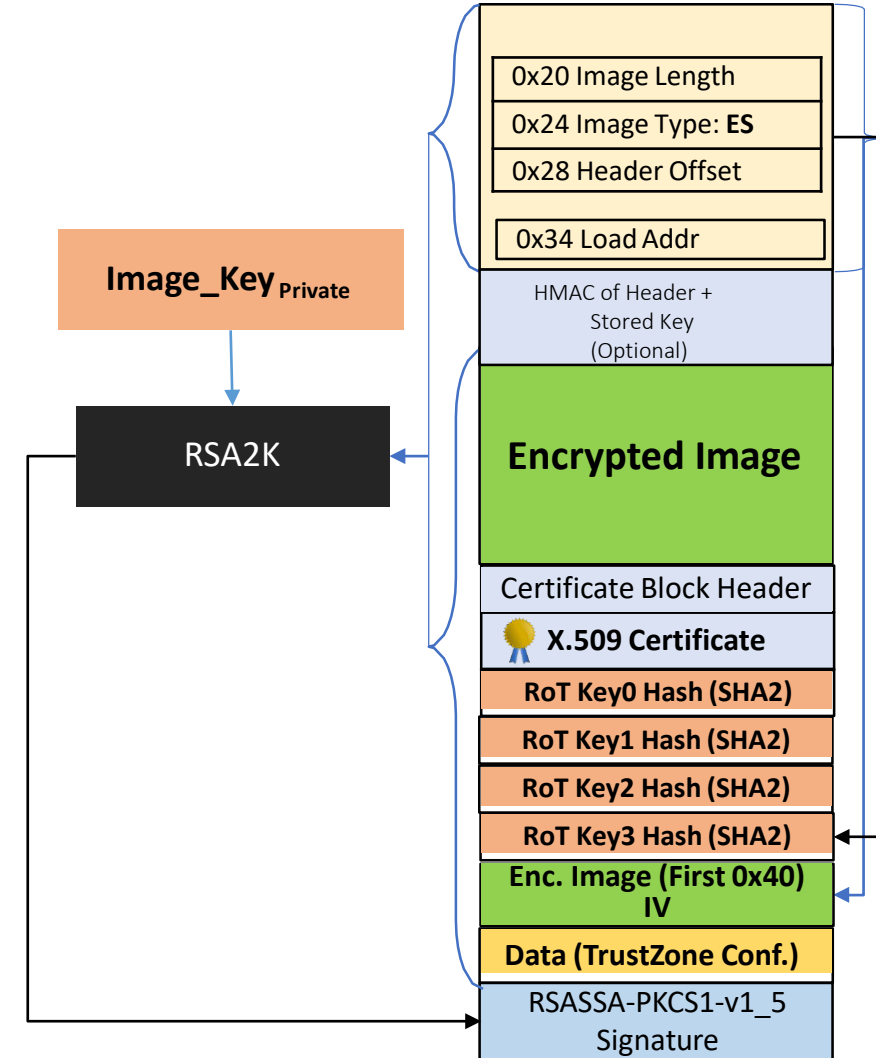 0x20 Image Length
0x24 Image Type: ES
0x28 Header Offset
0x34 Load Addr
Image_Key Private
HMAC of Header +
Stored Key
(Optional)
RSA2K
Encrypted Image
Certificate Block Header
X.509 Certificate
RoT Key0 Hash (SHA2)
RoT Key1 Hash (SHA2)
RoT Key2 Hash (SHA2)
RoT Key3 Hash (SHA2)
Enc. Image (First 0x40)
IV
Data (TrustZone Conf.)
RSASSA-PKCS1-v1_5
Signature